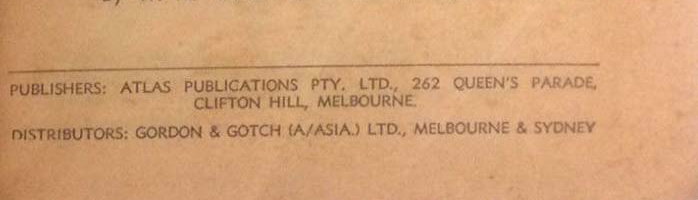 PUBLISHERS: ATLAS PUBLICATIONS PTY. LTD., 262 QUEEN'S PARADE,
CLIFTON HILL, MELBOURNE.
DISTRIBUTORS: GORDON & GOTCH (A/ASIA.) LTD., MELBOURNE & SYDNEY